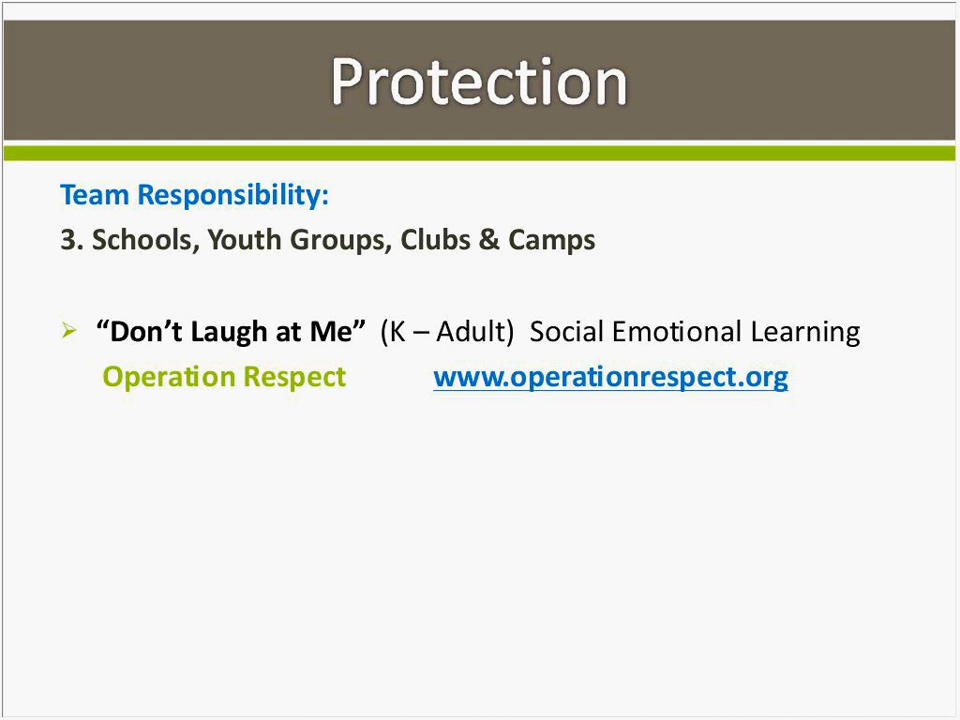 Protection
Team Responsibility:
3. Schools, Youth Groups, Clubs & Camps
“Don’t Laugh at Me” (K – Adult) Social Emotional Learning
Operation Respect www.operationrespect.org